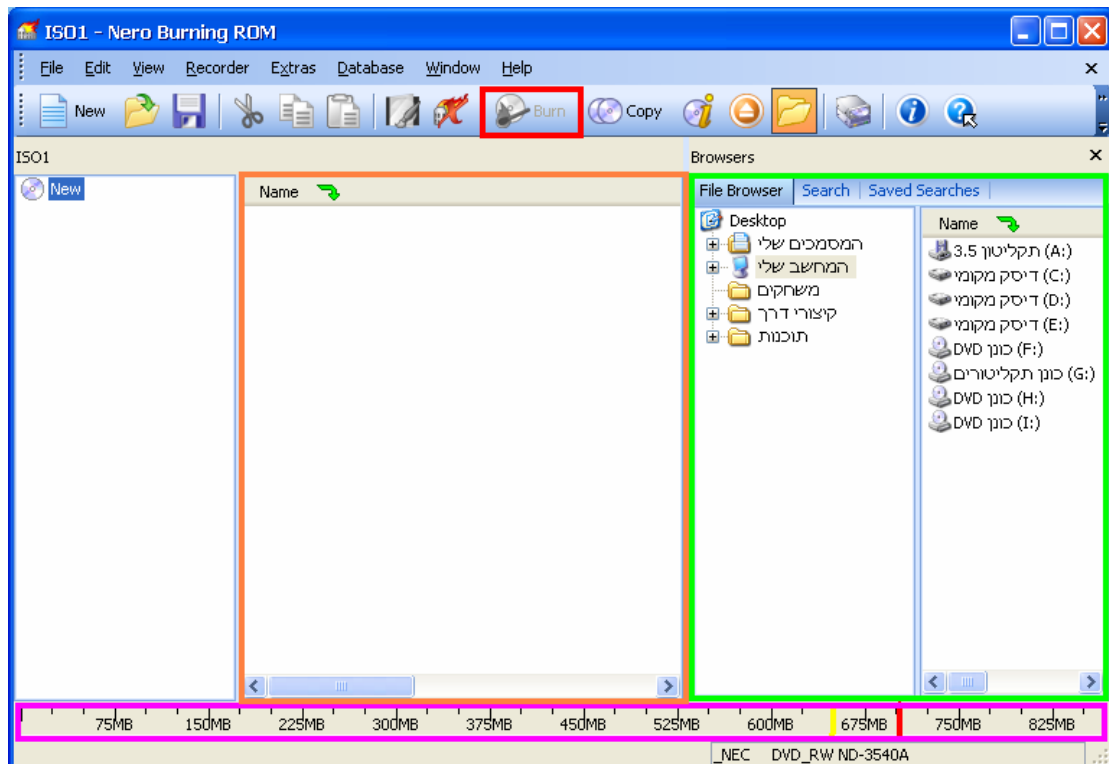 ISO1 - Nero Burning ROM
File Edit View Recorder Extras Database Window Help
New Burn Copy
ISO1
Browsers
New
Name
File Browser Search Saved Searches
Desktop
המסמכים שלי
המחשב שלי
משחקים
קיצורי דרך
תוכנות
Name
תקליטון 3.5 (A:)
דיסק מקומי (C:)
דיסק מקומי (D:)
דיסק מקומי (E:)
כונן DVD (F:)
כונן תקליטורים (G:)
כונן DVD (H:)
כונן DVD (I:)
75MB 150MB 225MB 300MB 375MB 450MB 525MB 600MB 675MB 750MB 825MB
_NEC DVD_RW ND-3540A